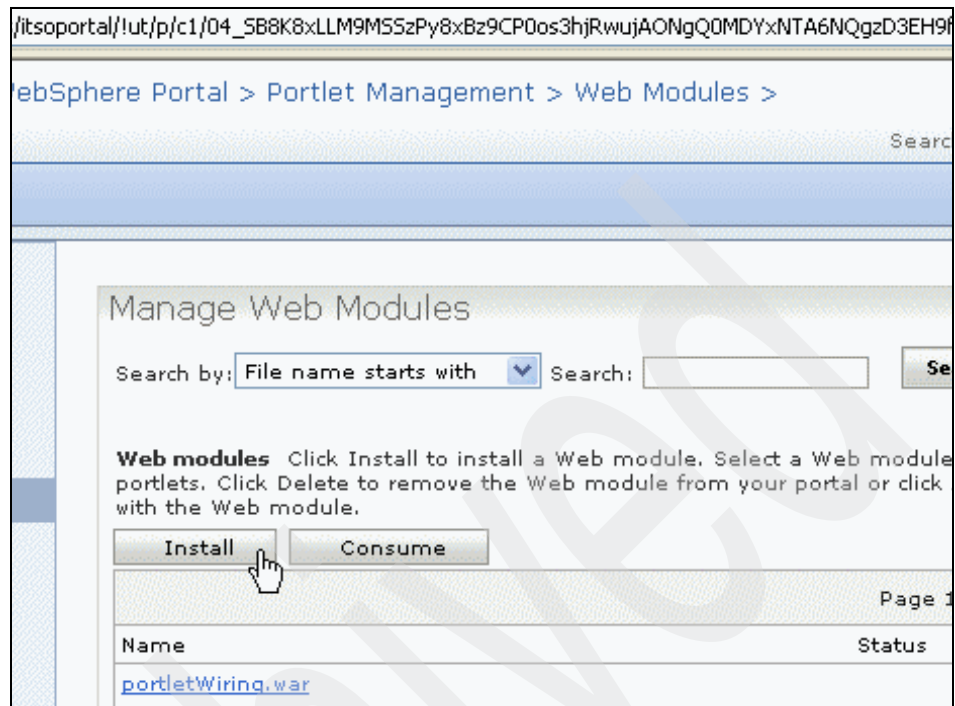 /itsoportal/!ut/p/c1/04_SB8K8xLLM9MSSzPy8xBz9CP0os3hjRwujAONgQ0MDYxNTA6NQgzD3EH9f
ebSphere Portal > Portlet Management > Web Modules >
Searc
Manage Web Modules
Search by: File name starts with Search: Se
Web modules Click Install to install a Web module. Select a Web module
portlets. Click Delete to remove the Web module from your portal or click
with the Web module.
Install Consume
Page 1
Name Status
portletWiring.war